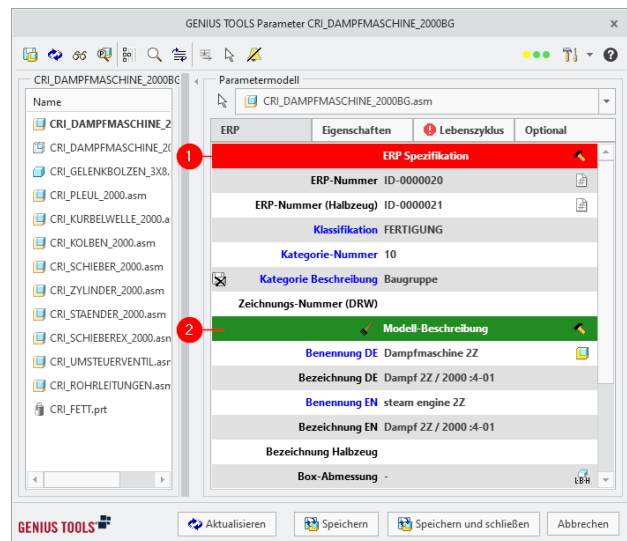 GENIUS TOOLS Parameter CRI_DAMPFMASCHINE_2000BG
CRI_DAMPFMASCHINE_2000BG
Parametermodell
Name
CRI_DAMPFMASCHINE_2000BG.asm
CRI_DAMPFMASCHINE_2
CRI_DAMPFMASCHINE_20
CRI_GELENKBOLZEN_3X8.
CRI_PLEUL_2000.asm
CRI_KURBELWELLE_2000.a
CRI_KOLBEN_2000.asm
CRI_SCHIEBER_2000.asm
CRI_ZYLINDER_2000.asm
CRI_STAENDER_2000.asm
CRI_SCHIEBEREX_2000.asn
CRI_UMSTEUERVENTIL.asr
CRI_ROHRLEITUNGEN.asm
CRI_FETT.prt
ERP Eigenschaften Lebenszyklus Optional
1 ERP Spezifikation
ERP-Nummer ID-0000020
ERP-Nummer (Halbzeug) ID-0000021
Klassifikation FERTIGUNG
Kategorie-Nummer 10
Kategorie Beschreibung Baugruppe
Zeichnungs-Nummer (DRW)
2 Modell-Beschreibung
Benennung DE Dampfmaschine 2Z
Bezeichnung DE Dampf 2Z / 2000 :4-01
Benennung EN steam engine 2Z
Bezeichnung EN Dampf 2Z / 2000 :4-01
Bezeichnung Halbzeug
Box-Abmessung - L·B·H
GENIUS TOOLS Aktualisieren Speichern Speichern und schließen Abbrechen